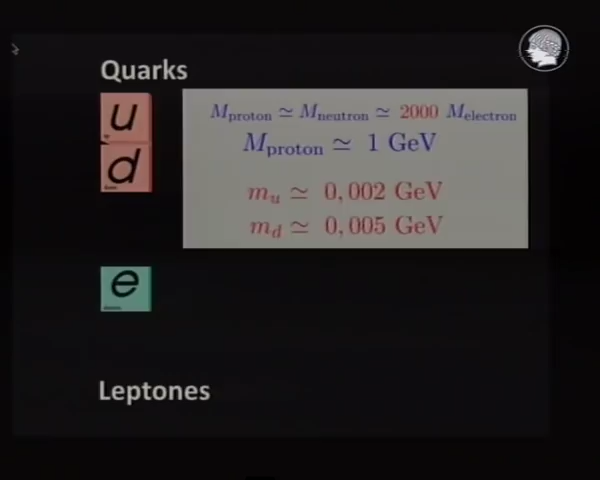 Quarks
u
d
M_proton ≃ M_neutron ≃ 2000 M_electron
M_proton ≃ 1 GeV
m_u ≃ 0,002 GeV
m_d ≃ 0,005 GeV
e
Leptones